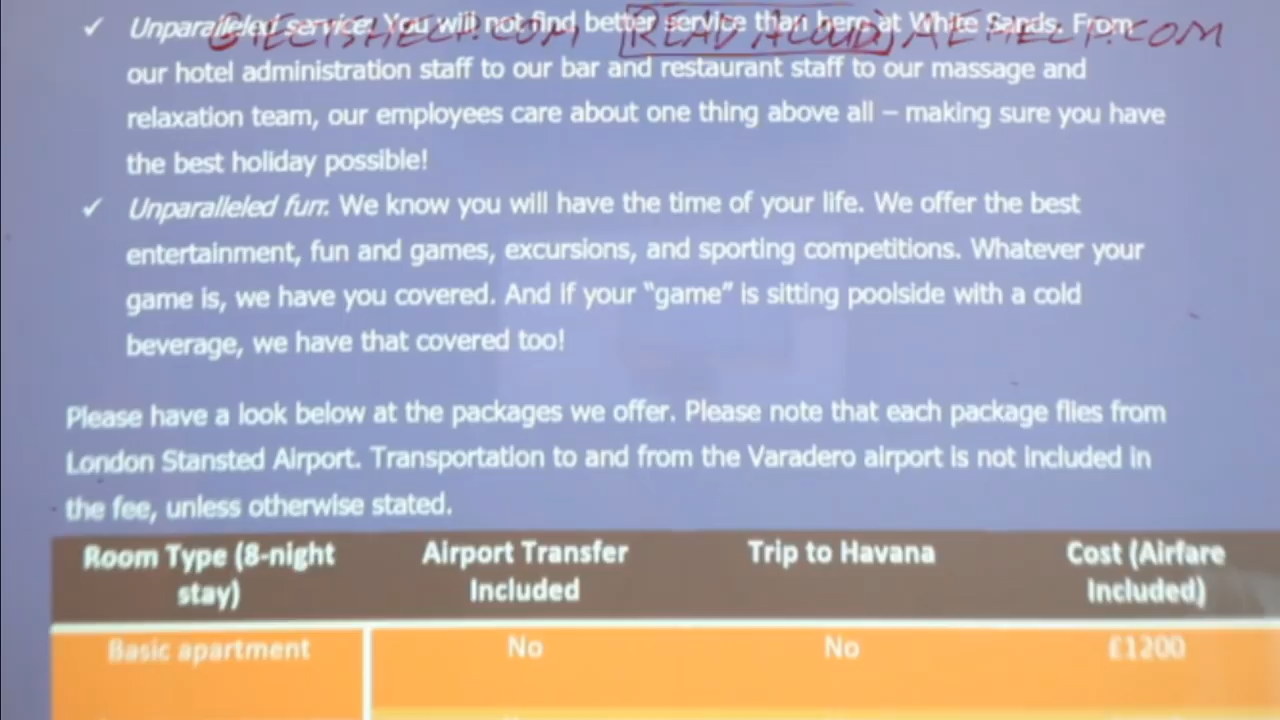 ✓ Unparalleled service: You will not find better service than here at White Sands. From
GIELTSHELP.COM [READ ALOUD] AEHELP.COM
our hotel administration staff to our bar and restaurant staff to our massage and
relaxation team, our employees care about one thing above all – making sure you have
the best holiday possible!
✓ Unparalleled fun: We know you will have the time of your life. We offer the best
entertainment, fun and games, excursions, and sporting competitions. Whatever your
game is, we have you covered. And if your “game” is sitting poolside with a cold
beverage, we have that covered too!
Please have a look below at the packages we offer. Please note that each package flies from
London Stansted Airport. Transportation to and from the Varadero airport is not included in
the fee, unless otherwise stated.
Room Type (8-night Airport Transfer Trip to Havana Cost (Airfare
stay) Included Included)
Basic apartment No No £1200